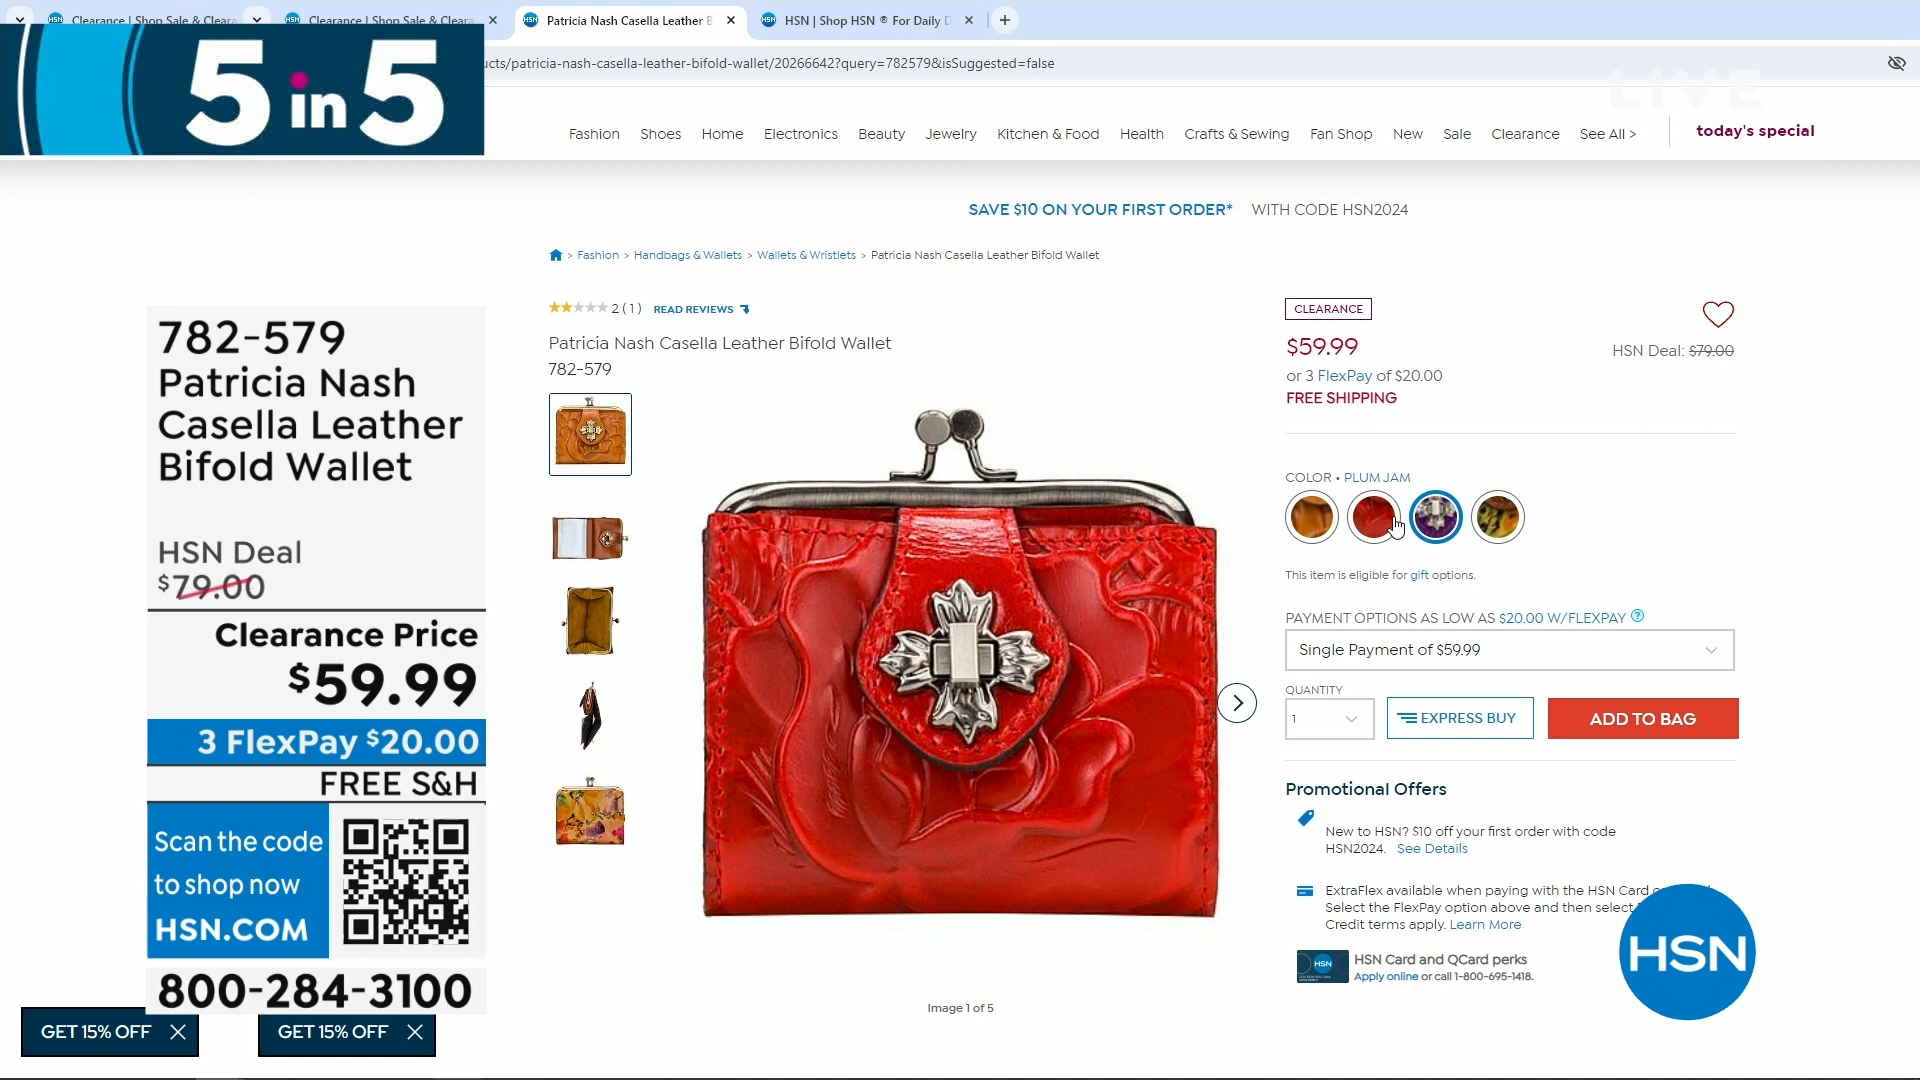 Clearance | Shop Sale & Cleara
Clearance | Shop Sale & Cleara
Patricia Nash Casella Leather B
HSN | Shop HSN ® For Daily D
ucts/patricia-nash-casella-leather-bifold-wallet/20266642?query=782579&isSuggested=false
5 in 5
LIVE
Fashion Shoes Home Electronics Beauty Jewelry Kitchen & Food Health Crafts & Sewing Fan Shop New Sale Clearance See All >
today's special
SAVE $10 ON YOUR FIRST ORDER* WITH CODE HSN2024
> Fashion > Handbags & Wallets > Wallets & Wristlets > Patricia Nash Casella Leather Bifold Wallet
782-579
Patricia Nash
Casella Leather
Bifold Wallet
HSN Deal
$79.00
Clearance Price
$59.99
3 FlexPay $20.00
FREE S&H
Scan the code
to shop now
HSN.COM
800-284-3100
GET 15% OFF
GET 15% OFF
2 (1) READ REVIEWS
Patricia Nash Casella Leather Bifold Wallet
782-579
Image 1 of 5
CLEARANCE
$59.99
HSN Deal: $79.00
or 3 FlexPay of $20.00
FREE SHIPPING
COLOR • PLUM JAM
This item is eligible for gift options.
PAYMENT OPTIONS AS LOW AS $20.00 W/FLEXPAY ?
Single Payment of $59.99
QUANTITY
1
EXPRESS BUY
ADD TO BAG
Promotional Offers
New to HSN? $10 off your first order with code
HSN2024. See Details
ExtraFlex available when paying with the HSN Card
Select the FlexPay option above and then select
Credit terms apply. Learn More
HSN
HSN Card and QCard perks
Apply online or call 1-800-695-1418.
HSN